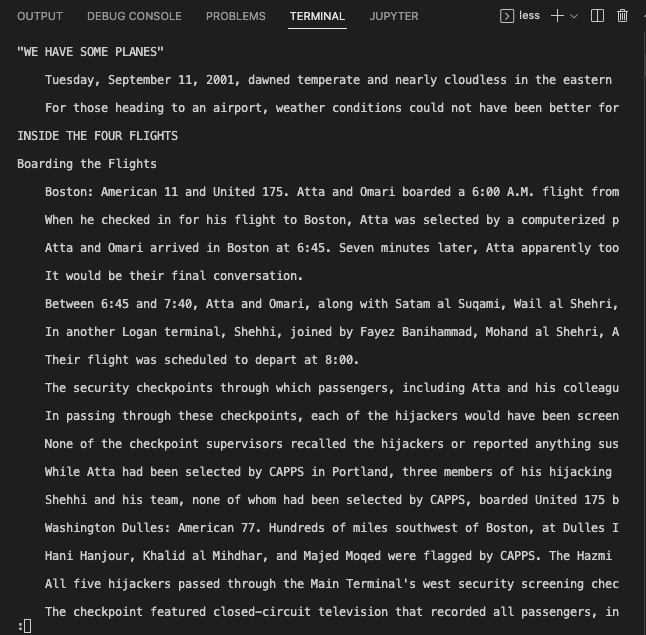 OUTPUT DEBUG CONSOLE PROBLEMS TERMINAL JUPYTER less
"WE HAVE SOME PLANES"
Tuesday, September 11, 2001, dawned temperate and nearly cloudless in the eastern
For those heading to an airport, weather conditions could not have been better for
INSIDE THE FOUR FLIGHTS
Boarding the Flights
Boston: American 11 and United 175. Atta and Omari boarded a 6:00 A.M. flight from
When he checked in for his flight to Boston, Atta was selected by a computerized p
Atta and Omari arrived in Boston at 6:45. Seven minutes later, Atta apparently too
It would be their final conversation.
Between 6:45 and 7:40, Atta and Omari, along with Satam al Suqami, Wail al Shehri,
In another Logan terminal, Shehhi, joined by Fayez Banihammad, Mohand al Shehri, A
Their flight was scheduled to depart at 8:00.
The security checkpoints through which passengers, including Atta and his colleagu
In passing through these checkpoints, each of the hijackers would have been screen
None of the checkpoint supervisors recalled the hijackers or reported anything sus
While Atta had been selected by CAPPS in Portland, three members of his hijacking
Shehhi and his team, none of whom had been selected by CAPPS, boarded United 175 b
Washington Dulles: American 77. Hundreds of miles southwest of Boston, at Dulles I
Hani Hanjour, Khalid al Mihdhar, and Majed Moqed were flagged by CAPPS. The Hazmi
All five hijackers passed through the Main Terminal's west security screening chec
The checkpoint featured closed-circuit television that recorded all passengers, in
: